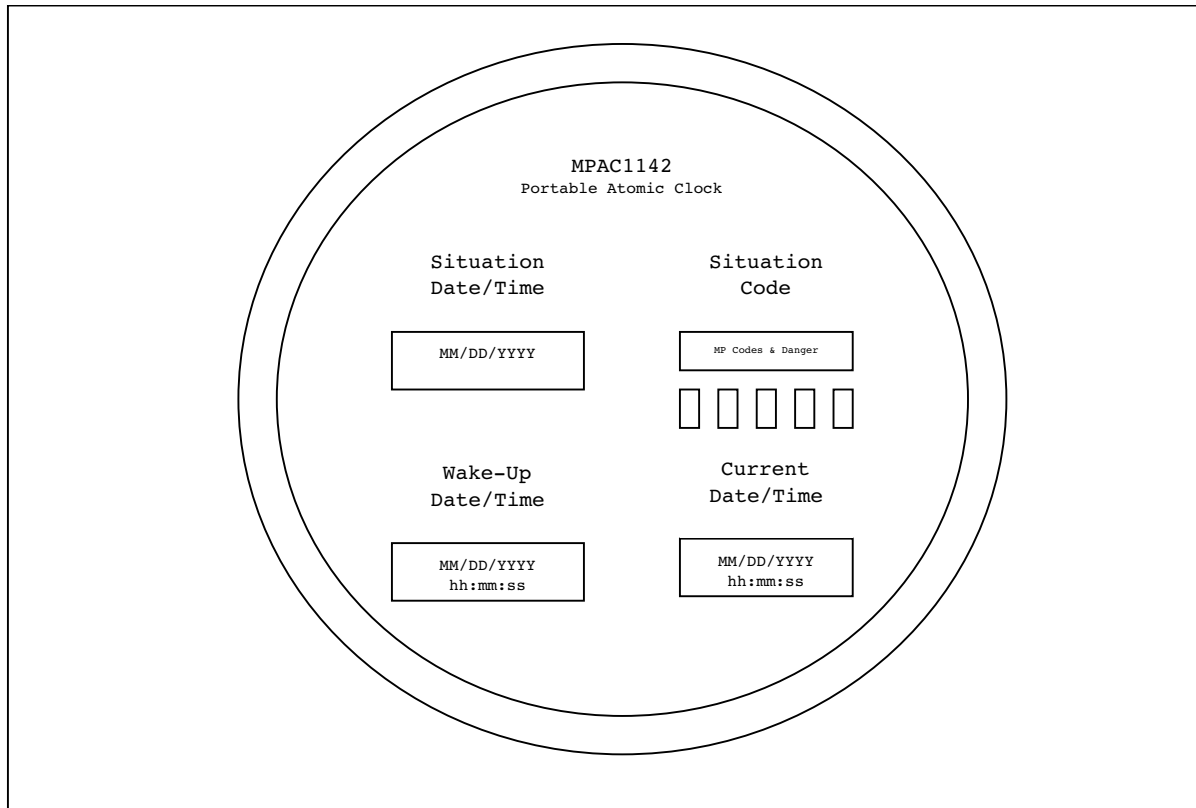 MPAC1142
Portable Atomic Clock
Situation
Date/Time
MM/DD/YYYY
Situation
Code
MP Codes & Danger
Wake-Up
Date/Time
MM/DD/YYYY
hh:mm:ss
Current
Date/Time
MM/DD/YYYY
hh:mm:ss